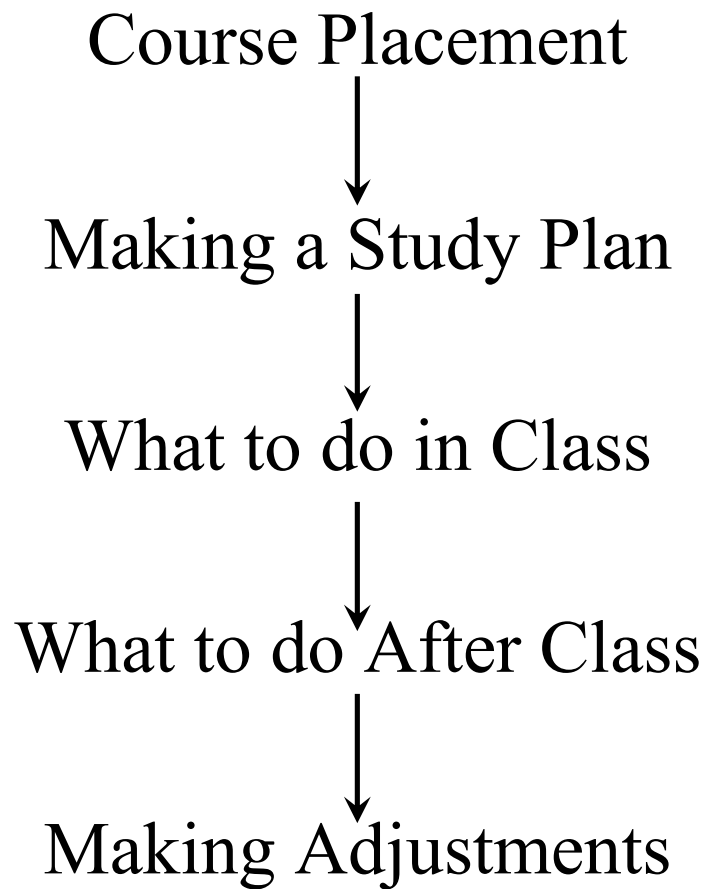 Course Placement
Making a Study Plan
What to do in Class
What to do After Class
Making Adjustments